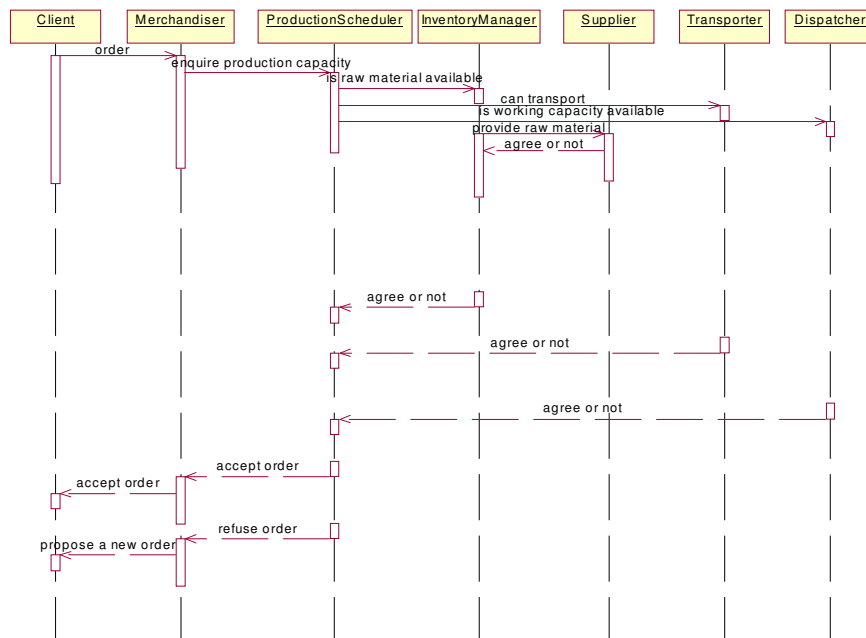 Client
Merchandiser
ProductionScheduler
InventoryManager
Supplier
Transporter
Dispatcher
order
enquire production capacity
is raw material available
can transport
is working capacity available
provide raw material
agree or not
agree or not
agree or not
agree or not
accept order
accept order
refuse order
propose a new order